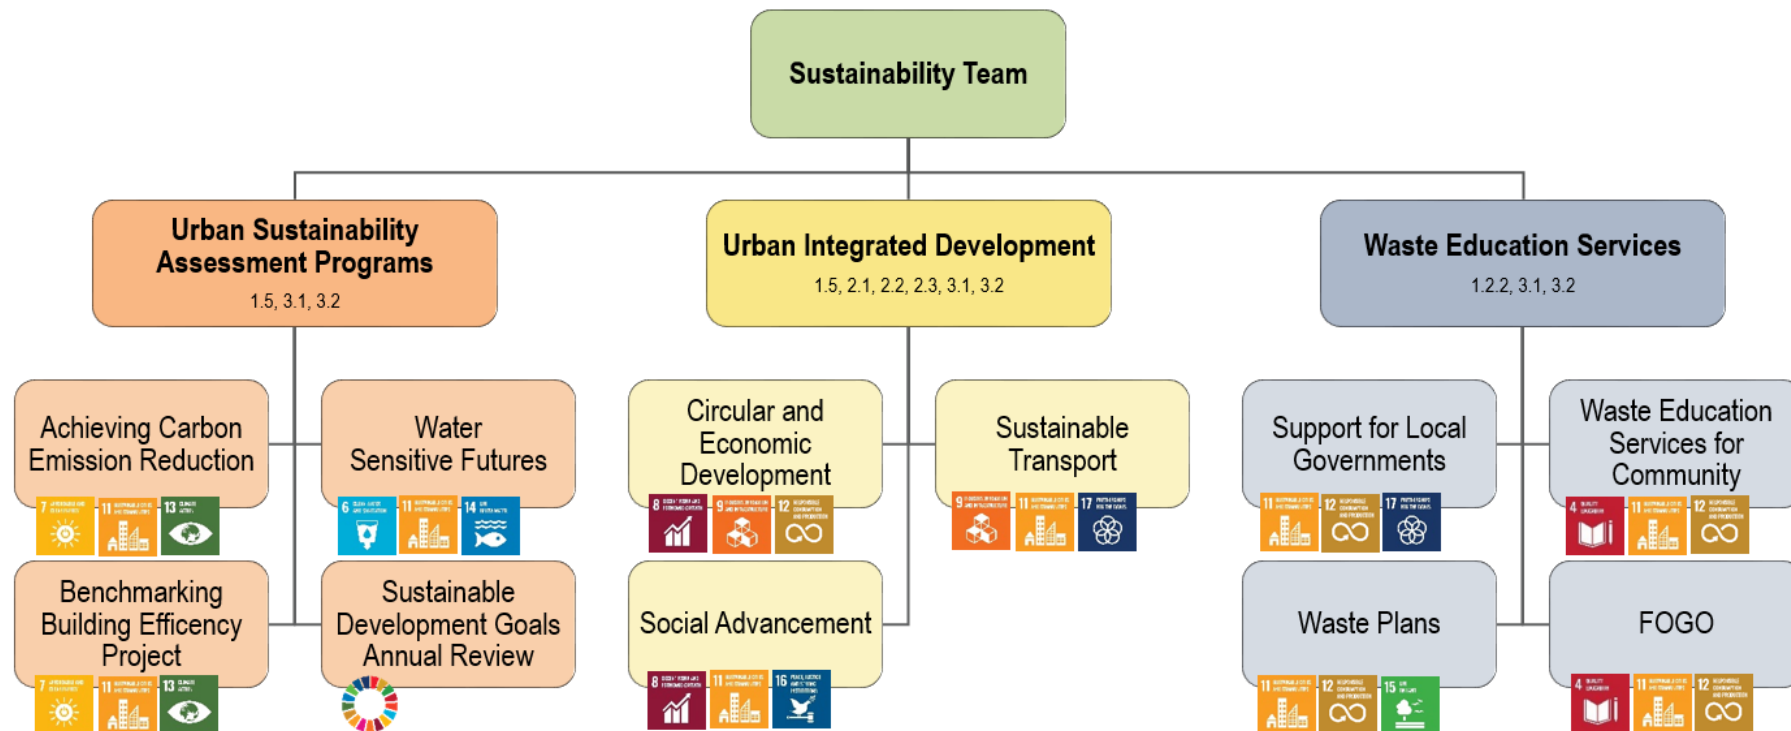 Sustainability Team
Urban Sustainability
Assessment Programs
1.5, 3.1, 3.2
Urban Integrated Development
1.5, 2.1, 2.2, 2.3, 3.1, 3.2
Waste Education Services
1.2.2, 3.1, 3.2
Achieving Carbon
Emission Reduction
7
11
13 CLIMATE
ACTION
Water
Sensitive Futures
6
11
14
Circular and
Economic
Development
8
9
12
Sustainable
Transport
9
11
17
Support for Local
Governments
11
12
17
Waste Education
Services for
Community
4
11
12
Benchmarking
Building Efficency
Project
7
11
13 CLIMATE
ACTION
Sustainable
Development Goals
Annual Review
Social Advancement
8
11
16
Waste Plans
11
12
15
FOGO
4
11
12